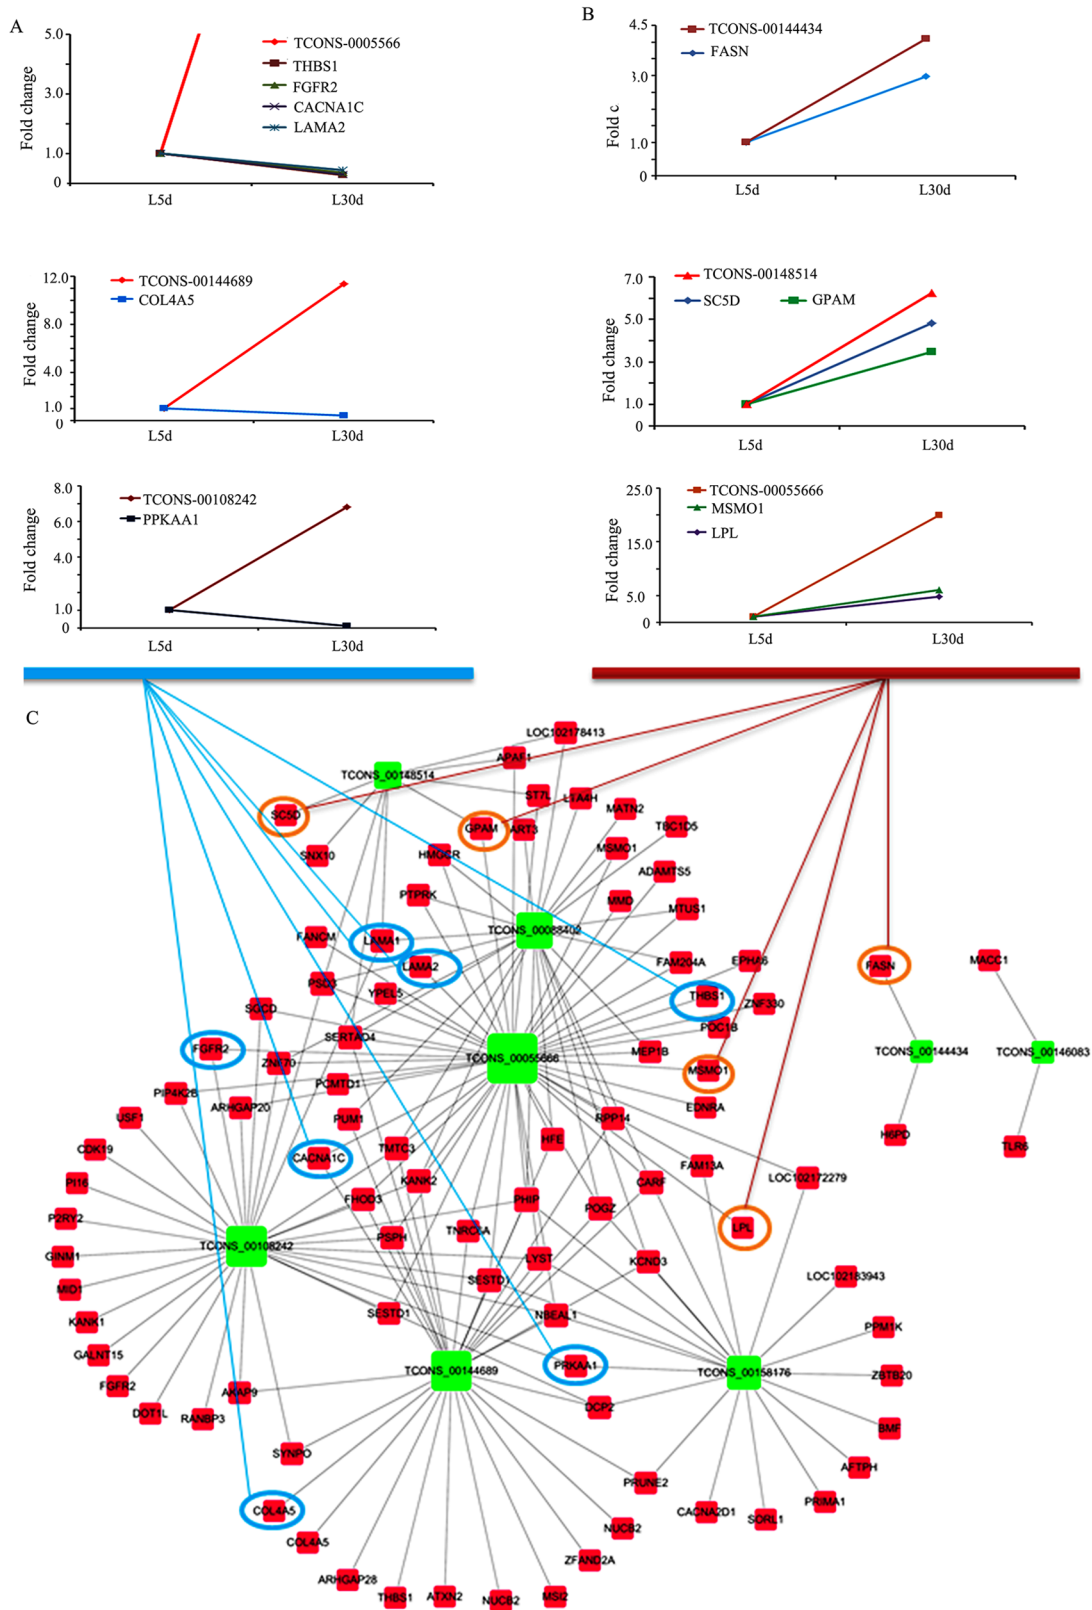 A
5.0
3.0
1.0
0
Fold change
L5d
L30d
TCONS-0005566
THBS1
FGFR2
CACNA1C
LAMA2
B
4.5
3.0
1.0
0
Fold c
L5d
L30d
TCONS-00144434
FASN
12.0
8.0
4.0
1.0
0
Fold change
L5d
L30d
TCONS-00144689
COL4A5
7.0
5.0
3.0
1.0
0
Fold change
L5d
L30d
TCONS-00148514
SC5D
GPAM
8.0
6.0
4.0
1.0
0
Fold change
L5d
L30d
TCONS-00108242
PPKAA1
25.0
15.0
5.0
0
Fold change
L5d
L30d
TCONS-00055666
MSMO1
LPL
C
LOC102178413
APAF1
TCONS_00148514
ST7L
LTA4H
SC5D
MATN2
GPAM
ART3
TBC1D5
SNX10
HMGCR
MSMO1
ADAMTS5
PTPRK
MMD
MTUS1
TCONS_00088402
FANCM
LAMA1
LAMA2
FAM204A
EPHA6
FASN
MACC1
PSD3
YPEL5
THBS1
ZNF330
SGCD
SERTAD4
POC1B
FGFR2
ZNF70
TCONS_00055666
MEP1B
TCONS_00144434
TCONS_00146083
PCMTD1
MSMO1
PIP4K2B
ARHGAP20
EDNRA
USF1
PUM1
RPP14
CDK19
TMTC3
HFE
H6PD
TLR6
CACNA1C
FAM13A
PI16
KANK2
CARF
LOC102172279
FHOD3
PHIP
POGZ
P2RY2
PSPH
TNRC6A
LPL
GINM1
TCONS_00108242
LYST
KCND3
LOC102183943
MID1
SESTD1
KANK1
SESTD1
NBEAL1
PPM1K
GALNT15
TCONS_00144689
PRKAA1
TCONS_00158176
ZBTB20
FGFR2
AKAP9
DCP2
DOT1L
RANBP3
BMF
SYNPO
AFTPH
PRUNE2
PRIMA1
COL4A5
CACNA2D1
SORL1
COL4A5
NUCB2
ZFAND2A
ARHGAP28
THBS1
ATXN2
NUCB2
MSI2